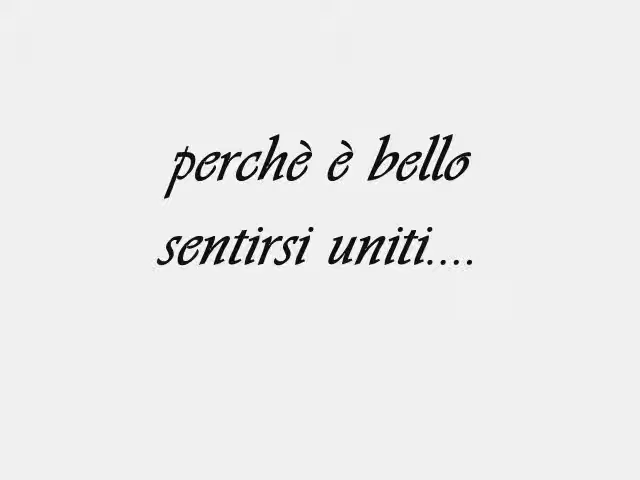 perchè è bello
sentirsi uniti....